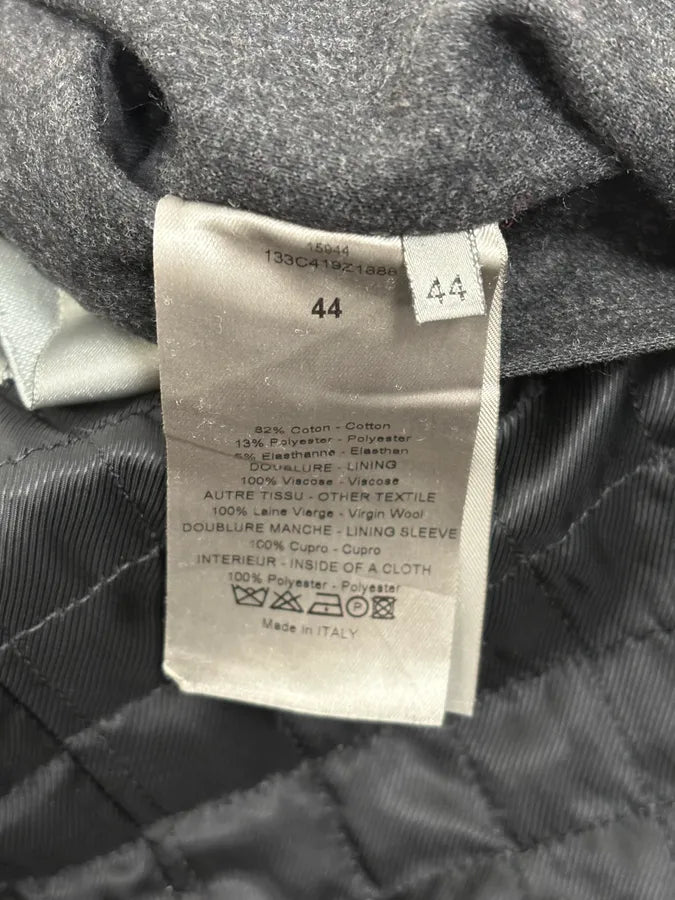 15044
133C419Z1888
44
44
82% Coton - Cotton
13% Polyester - Polyester
5% Elasthanne - Elasthan
DOUBLURE - LINING
100% Viscose - Viscose
AUTRE TISSU - OTHER TEXTILE
100% Laine Vierge - Virgin Wool
DOUBLURE MANCHE - LINING SLEEVE
100% Cupro - Cupro
INTERIEUR - INSIDE OF A CLOTH
100% Polyester - Polyester
P
Made in ITALY